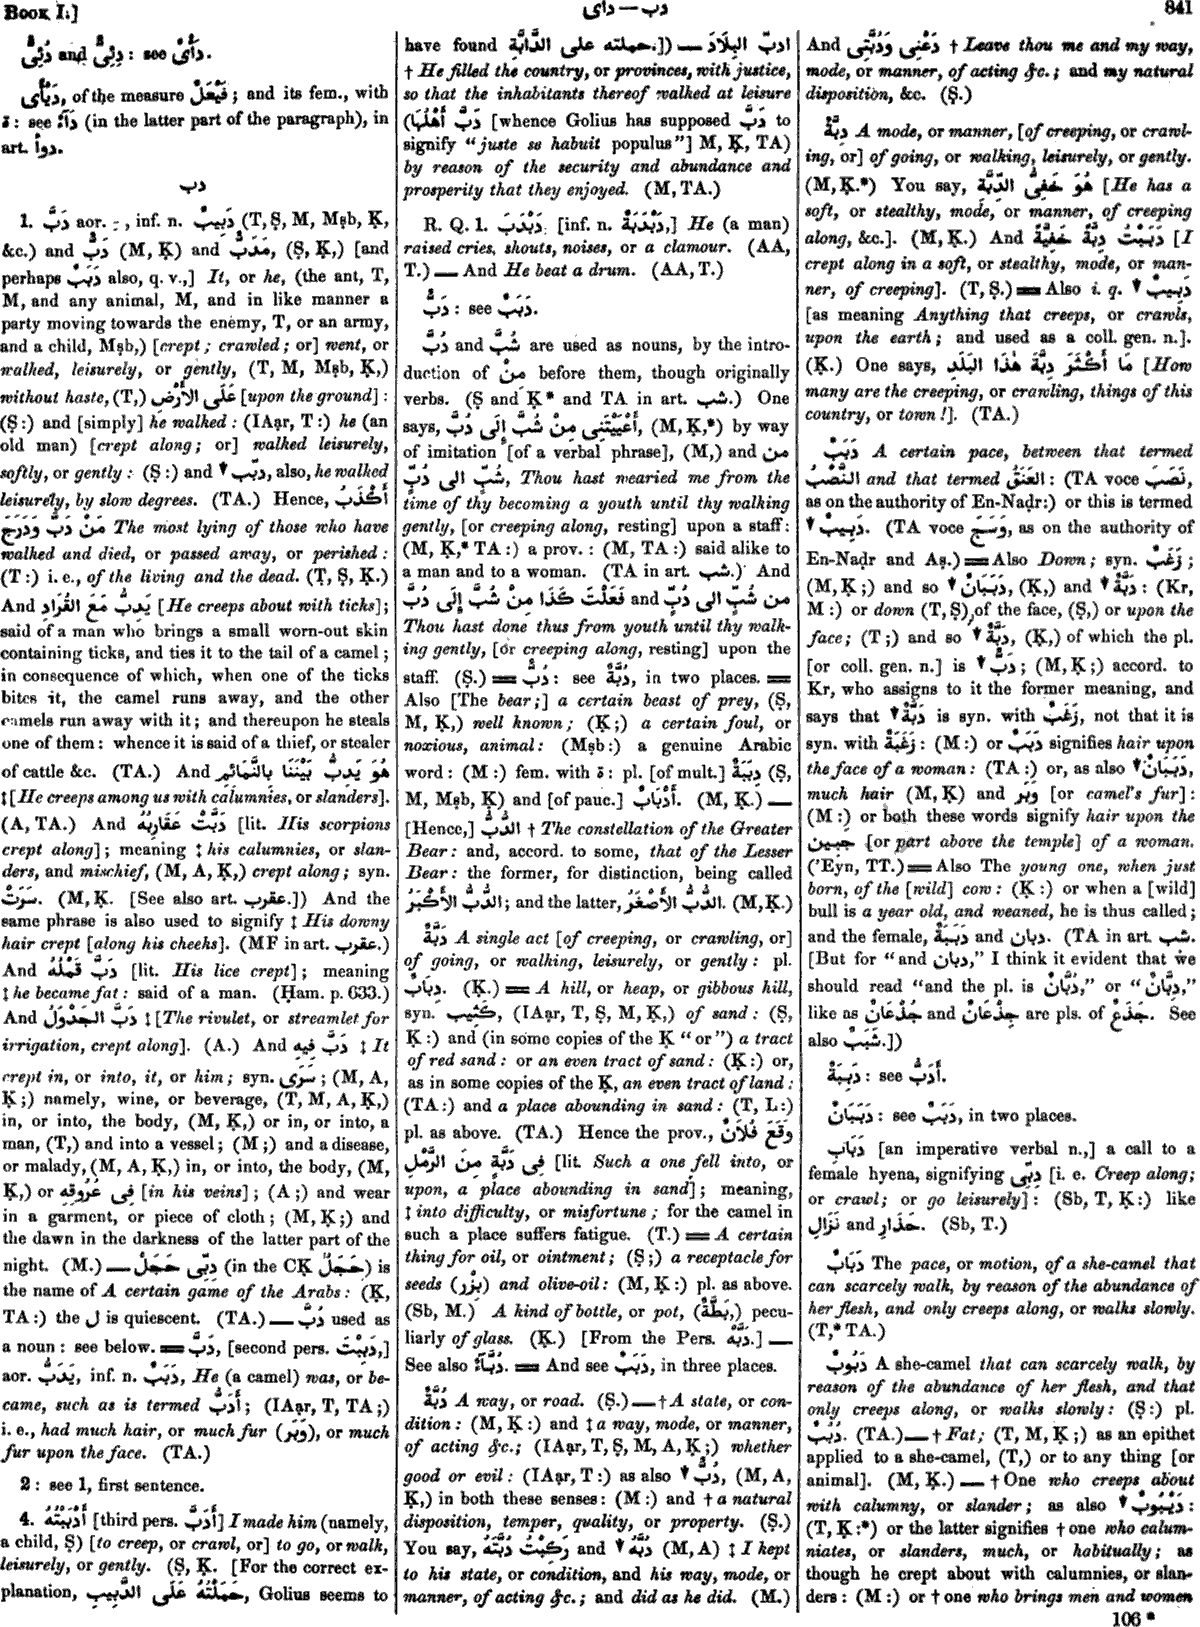 Book I.]
دب — دأى
841
دُئِىٌّ and دِئِىٌّ : see دَأْىٌ.
دَيْأًى, of the measure فَيْعَلٌ ; and its fem., with
ة : see دَآءٌ (in the latter part of the paragraph), in
art. دوأ.
دب
1. دَبَّ aor. ـِ , inf. n. دَبِيبٌ (T, Ṣ, M, Mṣb, Ḳ,
&c.) and دَبٌّ (M, Ḳ) and مَدَبٌّ, (Ṣ, Ḳ,) [and
perhaps دَبَبٌ also, q. v.,] It, or he, (the ant, T,
M, and any animal, M, and in like manner a
party moving towards the enemy, T, or an army,
and a child, Mṣb,) [crept ; crawled ; or] went, or
walked, leisurely, or gently, (T, M, Mṣb, Ḳ,)
without haste, (T,) عَلَى الأَرْضِ [upon the ground] :
(Ṣ :) and [simply] he walked : (IAạr, T :) he (an
old man) [crept along ; or] walked leisurely,
softly, or gently : (Ṣ :) and ▼ دبّب, also, he walked
leisurely, by slow degrees. (TA.) Hence, أَكْذَبُ
مَنْ دَبَّ وَدَرَجَ The most lying of those who have
walked and died, or passed away, or perished :
(T :) i. e., of the living and the dead. (T, Ṣ, Ḳ.)
And يَدِبُّ مَعَ القُرَادِ [He creeps about with ticks] ;
said of a man who brings a small worn-out skin
containing ticks, and ties it to the tail of a camel ;
in consequence of which, when one of the ticks
bites it, the camel runs away, and the other
camels run away with it ; and thereupon he steals
one of them : whence it is said of a thief, or stealer
of cattle &c. (TA.) And هُوَ يَدِبُّ بَيْنَنَا بِالنَّمَائِمِ
‡ [He creeps among us with calumnies, or slanders].
(A, TA.) And دَبَّتْ عَقَارِبُهُ [lit. His scorpions
crept along] ; meaning ‡ his calumnies, or slan-
ders, and mischief, (M, A, Ḳ,) crept along ; syn.
سَرَتْ. (M, Ḳ. [See also art. عقرب.]) And the
same phrase is also used to signify ‡ His downy
hair crept [along his cheeks]. (MF in art. عقرب.)
And دَبَّ قَمْلُهُ [lit. His lice crept] ; meaning
‡ he became fat : said of a man. (Ḥam. p. 633.)
And دَبَّ الجَدْوَلُ ‡ [The rivulet, or streamlet for
irrigation, crept along]. (A.) And دَبَّ فِيهِ ‡ It
crept in, or into, it, or him ; syn. سَرَى ; (M, A,
Ḳ ;) namely, wine, or beverage, (T, M, A, Ḳ,)
in, or into, the body, (M, Ḳ,) or in, or into, a
man, (T,) and into a vessel ; (M ;) and a disease,
or malady, (M, A, Ḳ,) in, or into, the body, (M,
Ḳ,) or فِى عُرُوقِهِ [in his veins] ; (A ;) and wear
in a garment, or piece of cloth ; (M, Ḳ ;) and
the dawn in the darkness of the latter part of the
night. (M.) — دِبِّى حَجَلْ (in the CḲ حَجَلُ) is
the name of A certain game of the Arabs : (Ḳ,
TA :) the ل is quiescent. (TA.) — دُبَّ used as
a noun : see below. = دَبَّ, [second pers. دَبِبْتَ,]
aor. يَدَبُّ, inf. n. دَبَبٌ, He (a camel) was, or be-
came, such as is termed أَدَبُّ ; (IAạr, T, TA ;)
i. e., had much hair, or much fur (وَبَر), or much
fur upon the face. (TA.)
2 : see 1, first sentence.
4. أَدْبَبْتُهُ [third pers. أَدَبَّ] I made him (namely,
a child, Ṣ) [to creep, or crawl, or] to go, or walk,
leisurely, or gently. (Ṣ, Ḳ. [For the correct ex-
planation, حَمَلْتُهُ عَلَى الدَّبِيبِ, Golius seems to
have found حملته على الدَّابَّةِ.]) — ادبّ البِلَادَ
† He filled the country, or provinces, with justice,
so that the inhabitants thereof walked at leisure
(دَبَّ أَهْلُهَا [whence Golius has supposed دَبَّ to
signify “juste se habuit populus”] M, Ḳ, TA)
by reason of the security and abundance and
prosperity that they enjoyed. (M, TA.)
R. Q. 1. دَبْدَبَ, [inf. n. دَبْدَبَةٌ,] He (a man)
raised cries, shouts, noises, or a clamour. (AA,
T.) — And He beat a drum. (AA, T.)
دَبٌّ : see دَبَبٌ.
دُبَّ and شُبَّ are used as nouns, by the intro-
duction of مِنْ before them, though originally
verbs. (Ṣ and Ḳ* and TA in art. شب.) One
says, أَعْيَيْتَنِى مِنْ شُبَّ إِلَى دُبَّ, (M, Ḳ,*) by way
of imitation [of a verbal phrase], (M,) and من
شُبٍّ الى دُبٍّ, Thou hast wearied me from the
time of thy becoming a youth until thy walking
gently, [or creeping along, resting] upon a staff :
(M, Ḳ,* TA :) a prov. : (M, TA :) said alike to
a man and to a woman. (TA in art. شب.) And
فَعَلْتَ كَذَا مِنْ شُبَّ إِلَى دُبَّ and من شُبٍّ الى دُبٍّ
Thou hast done thus from youth until thy walk-
ing gently, [or creeping along, resting] upon the
staff. (Ṣ.) = دُبٌّ : see دُبَّةٌ, in two places. =
Also [The bear ;] a certain beast of prey, (Ṣ,
M, Ḳ,) well known ; (Ḳ ;) a certain foul, or
noxious, animal : (Mṣb :) a genuine Arabic
word : (M :) fem. with ة : pl. [of mult.] دِبَبَةٌ (Ṣ,
M, Mṣb, Ḳ) and [of pauc.] أَدْبَابٌ. (M, Ḳ.) —
[Hence,] الدُّبُّ † The constellation of the Greater
Bear : and, accord. to some, that of the Lesser
Bear : the former, for distinction, being called
الدُّبُّ الأَكْبَرُ ; and the latter, الدُّبُّ الأَصْغَرُ. (M, Ḳ.)
دَبَّةٌ A single act [of creeping, or crawling, or]
of going, or walking, leisurely, or gently : pl.
دِبَابٌ. (Ḳ.) = A hill, or heap, or gibbous hill,
syn. كَثِيب, (IAạr, T, Ṣ, M, Ḳ,) of sand : (Ṣ,
Ḳ :) and (in some copies of the Ḳ “or”) a tract
of red sand : or an even tract of sand : (Ḳ :) or,
as in some copies of the Ḳ, an even tract of land :
(TA :) and a place abounding in sand : (T, L :)
pl. as above. (TA.) Hence the prov., وَقَعَ فُلَانٌ
فِى دَبَّةٍ مِنَ الرَّمْلِ [lit. Such a one fell into, or
upon, a place abounding in sand] ; meaning,
‡ into difficulty, or misfortune ; for the camel in
such a place suffers fatigue. (T.) = A certain
thing for oil, or ointment ; (Ṣ ;) a receptacle for
seeds (بِزْر) and olive-oil : (M, Ḳ :) pl. as above.
(Sb, M.) A kind of bottle, or pot, (بَطَّةٌ,) pecu-
liarly of glass. (Ḳ.) [From the Pers. دَبَّهْ.] —
See also دُبَّآءٌ. = And see دَبَبٌ, in three places.
دُبَّةٌ A way, or road. (Ṣ.) — † A state, or con-
dition : (M, Ḳ :) and ‡ a way, mode, or manner,
of acting &c. ; (IAạr, T, Ṣ, M, A, Ḳ ;) whether
good or evil : (IAạr, T :) as also ▼ دُبٌّ, (M, A,
Ḳ,) in both these senses : (M :) and † a natural
disposition, temper, quality, or property. (Ṣ.)
You say, رَكِبْتُ دُبَّتَهُ and ▼ دُبَّهُ (M, A) ‡ I kept
to his state, or condition, and his way, mode, or
manner, of acting &c. ; and did as he did. (M.)
And دَعْنِى وَدُبَّتِى † Leave thou me and my way,
mode, or manner, of acting &c. ; and my natural
disposition, &c. (Ṣ.)
دِبَّةٌ A mode, or manner, [of creeping, or crawl-
ing, or] of going, or walking, leisurely, or gently.
(M, Ḳ.*) You say, هُوَ خَفِىُّ الدِّبَّةِ [He has a
soft, or stealthy, mode, or manner, of creeping
along, &c.]. (M, Ḳ.) And دَبَبْتُ دِبَّةً خَفِيَّةً [I
crept along in a soft, or stealthy, mode, or man-
ner, of creeping]. (T, Ṣ.) = Also i. q. ▼ دَبِيبٌ
[as meaning Anything that creeps, or crawls,
upon the earth ; and used as a coll. gen. n.].
(Ḳ.) One says, مَا أَكْثَرَ دِبَّةَ هٰذَا البَلَدِ [How
many are the creeping, or crawling, things of this
country, or town !]. (TA.)
دَبَبٌ A certain pace, between that termed
النَّصْبُ and that termed العَنَقُ : (TA voce نَصَبَ,
as on the authority of En-Naḍr :) or this is termed
▼ دَبِيبٌ. (TA voce وَسَجَ, as on the authority of
En-Naḍr and Aṣ.) = Also Down ; syn. زَغَبٌ ;
(M, Ḳ ;) and so ▼ دَبَبَانٌ, (Ḳ,) and ▼ دَبَّةٌ : (Kr,
M :) or down (T, Ṣ,) of the face, (Ṣ,) or upon the
face ; (T ;) and so ▼ دَبَّةٌ, (Ḳ,) of which the pl.
[or coll. gen. n.] is ▼ دَبٌّ ; (M, Ḳ ;) accord. to
Kr, who assigns to it the former meaning, and
says that ▼ دَبَّةٌ is syn. with زَغَبٌ, not that it is
syn. with زَغَبَةٌ : (M :) or دَبَبٌ signifies hair upon
the face of a woman : (TA :) or, as also ▼ دَبَبَانٌ,
much hair (M, Ḳ) and وَبَر [or camel's fur] :
(M :) or both these words signify hair upon the
جبين [or part above the temple] of a woman.
(’Eyn, TT.) = Also The young one, when just
born, of the [wild] cow : (Ḳ :) or when a [wild]
bull is a year old, and weaned, he is thus called ;
and the female, دَبَبَةٌ and دبان. (TA in art. شب.
[But for “and دبان,” I think it evident that we
should read “and the pl. is دُبَّانٌ,” or “دِبَّانٌ,”
like as جُذْعَانٌ and جِذْعَانٌ are pls. of جَذَعٌ. See
also شَبَبٌ.])
دَبِبَةٌ : see أَدَبُّ.
دَبَبَانٌ : see دَبَبٌ, in two places.
دَبَابِ [an imperative verbal n.,] a call to a
female hyena, signifying دِبِّى [i. e. Creep along ;
or crawl ; or go leisurely] : (Sb, T, Ḳ :) like
نَزَالِ and حَذَارِ. (Sb, T.)
دَبَابٌ The pace, or motion, of a she-camel that
can scarcely walk, by reason of the abundance of
her flesh, and only creeps along, or walks slowly.
(T,* TA.)
دَبُوبٌ A she-camel that can scarcely walk, by
reason of the abundance of her flesh, and that
only creeps along, or walks slowly : (Ṣ :) pl.
دُبُبٌ. (TA.) — † Fat ; (T, M, Ḳ ;) as an epithet
applied to a she-camel, (T,) or to any thing [or
animal]. (M, Ḳ.) — † One who creeps about
with calumny, or slander ; as also ▼ دَيْبُوبٌ :
(T, Ḳ :*) or the latter signifies † one who calum-
niates, or slanders, much, or habitually ; as
though he crept about with calumnies, or slan-
ders : (M :) or † one who brings men and women
106 *